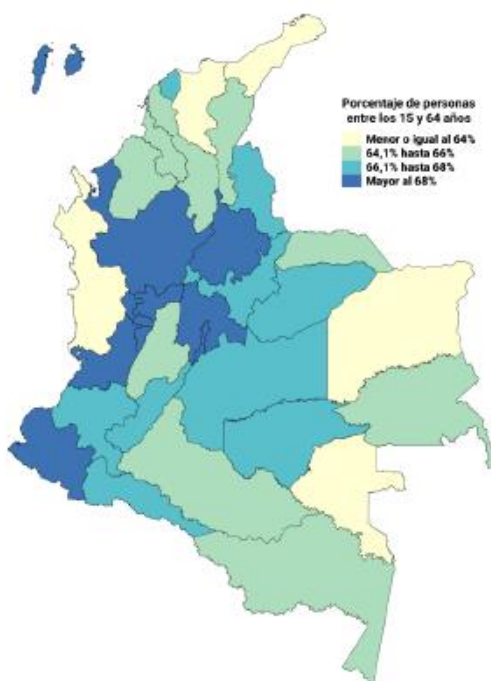 Porcentaje de personas
entre los 15 y 64 años
Menor o igual al 64%
64,1% hasta 66%
66,1% hasta 68%
Mayor al 68%